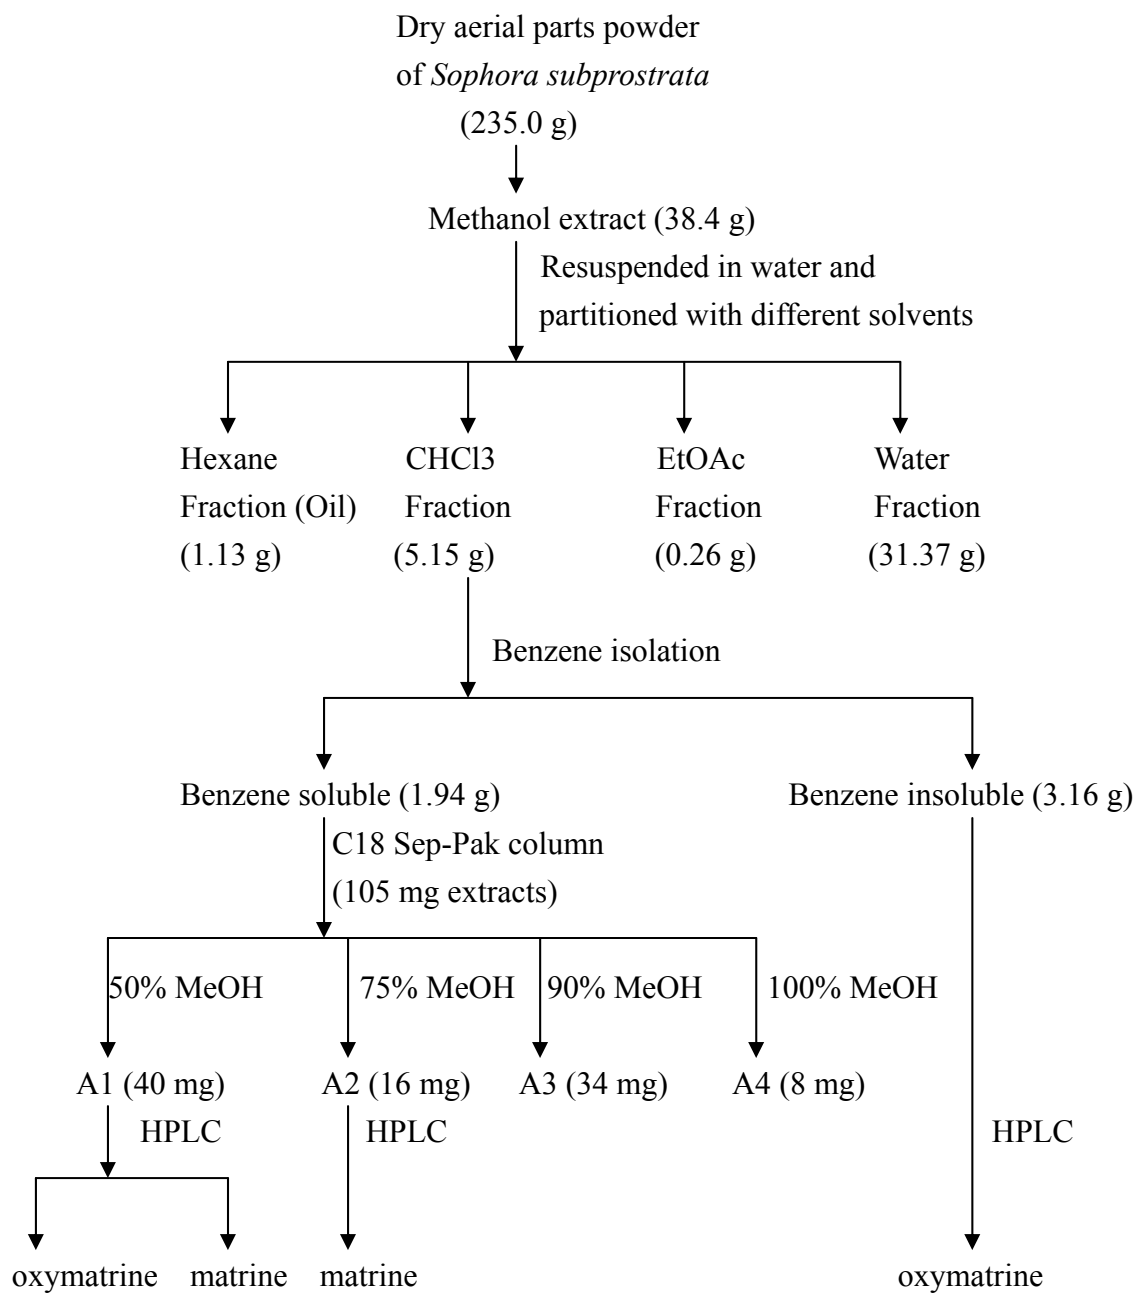 Dry aerial parts powder
of Sophora subprostrata
(235.0 g)
Methanol extract (38.4 g)
Resuspended in water and
partitioned with different solvents
Hexane
Fraction (Oil)
(1.13 g)
CHCl3
Fraction
(5.15 g)
EtOAc
Fraction
(0.26 g)
Water
Fraction
(31.37 g)
Benzene isolation
Benzene soluble (1.94 g)
Benzene insoluble (3.16 g)
C18 Sep-Pak column
(105 mg extracts)
50% MeOH
75% MeOH
90% MeOH
100% MeOH
A1 (40 mg)
A2 (16 mg)
A3 (34 mg)
A4 (8 mg)
HPLC
HPLC
HPLC
oxymatrine
matrine
matrine
oxymatrine